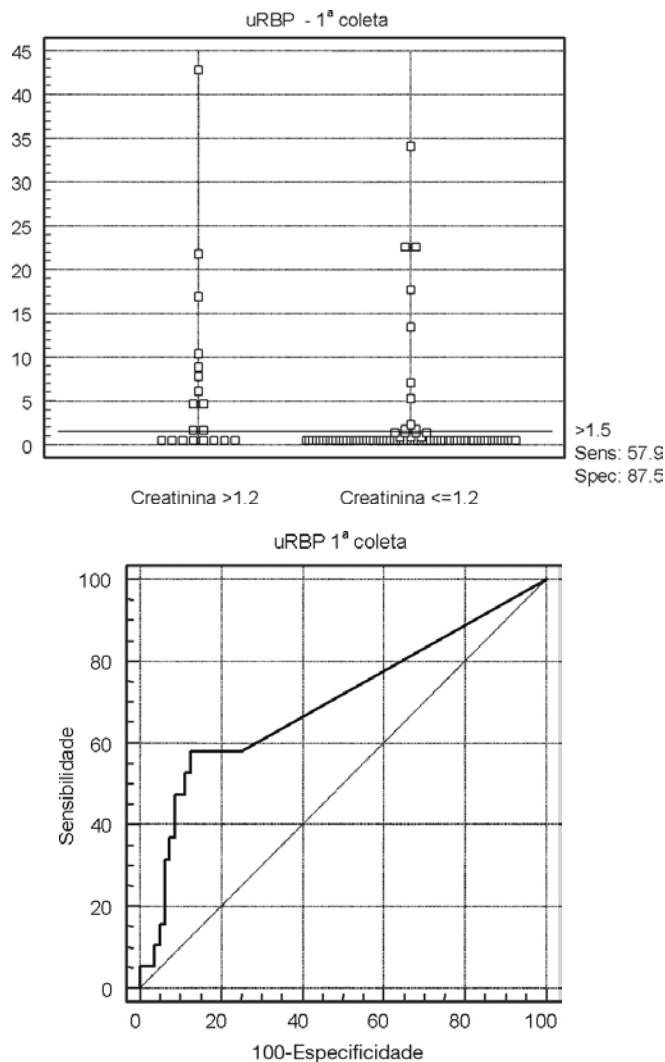 uRBP - 1ª coleta
45
40
35
30
25
20
15
10
5
0
>1.5
Sens: 57.9
Spec: 87.5
Creatinina >1.2 Creatinina <=1.2
uRBP 1ª coleta
100
80
60
40
20
0
Sensibilidade
0 20 40 60 80 100
100-Especificidade